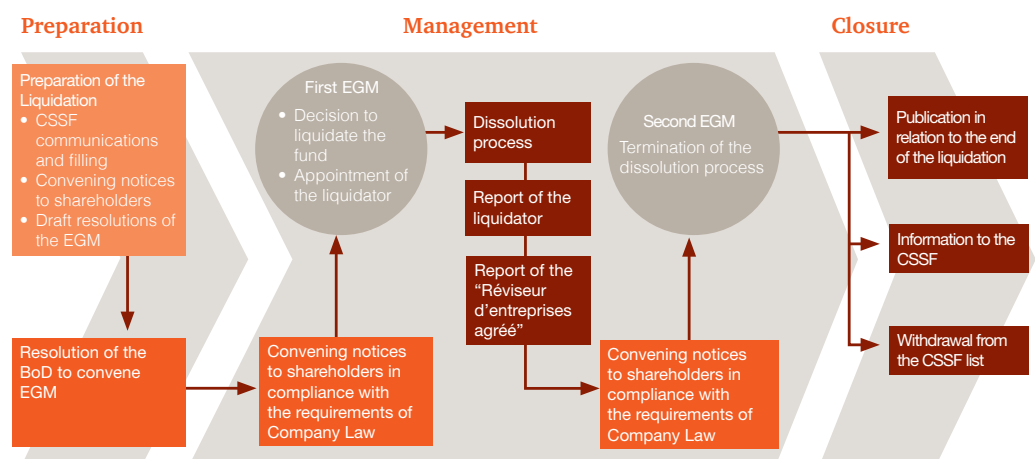 Preparation
Management
Closure
Preparation of the
Liquidation
• CSSF
communications
and filling
• Convening notices
to shareholders
• Draft resolutions of
the EGM
Resolution of the
BoD to convene
EGM
First EGM
• Decision to
liquidate the
fund
• Appointment of
the liquidator
Convening notices
to shareholders in
compliance with
the requirements of
Company Law
Dissolution
process
Report of the
liquidator
Report of the
“Réviseur
d’entreprises
agréé”
Second EGM
Termination of the
dissolution process
Convening notices
to shareholders in
compliance with
the requirements of
Company Law
Publication in
relation to the end
of the liquidation
Information to the
CSSF
Withdrawal from
the CSSF list